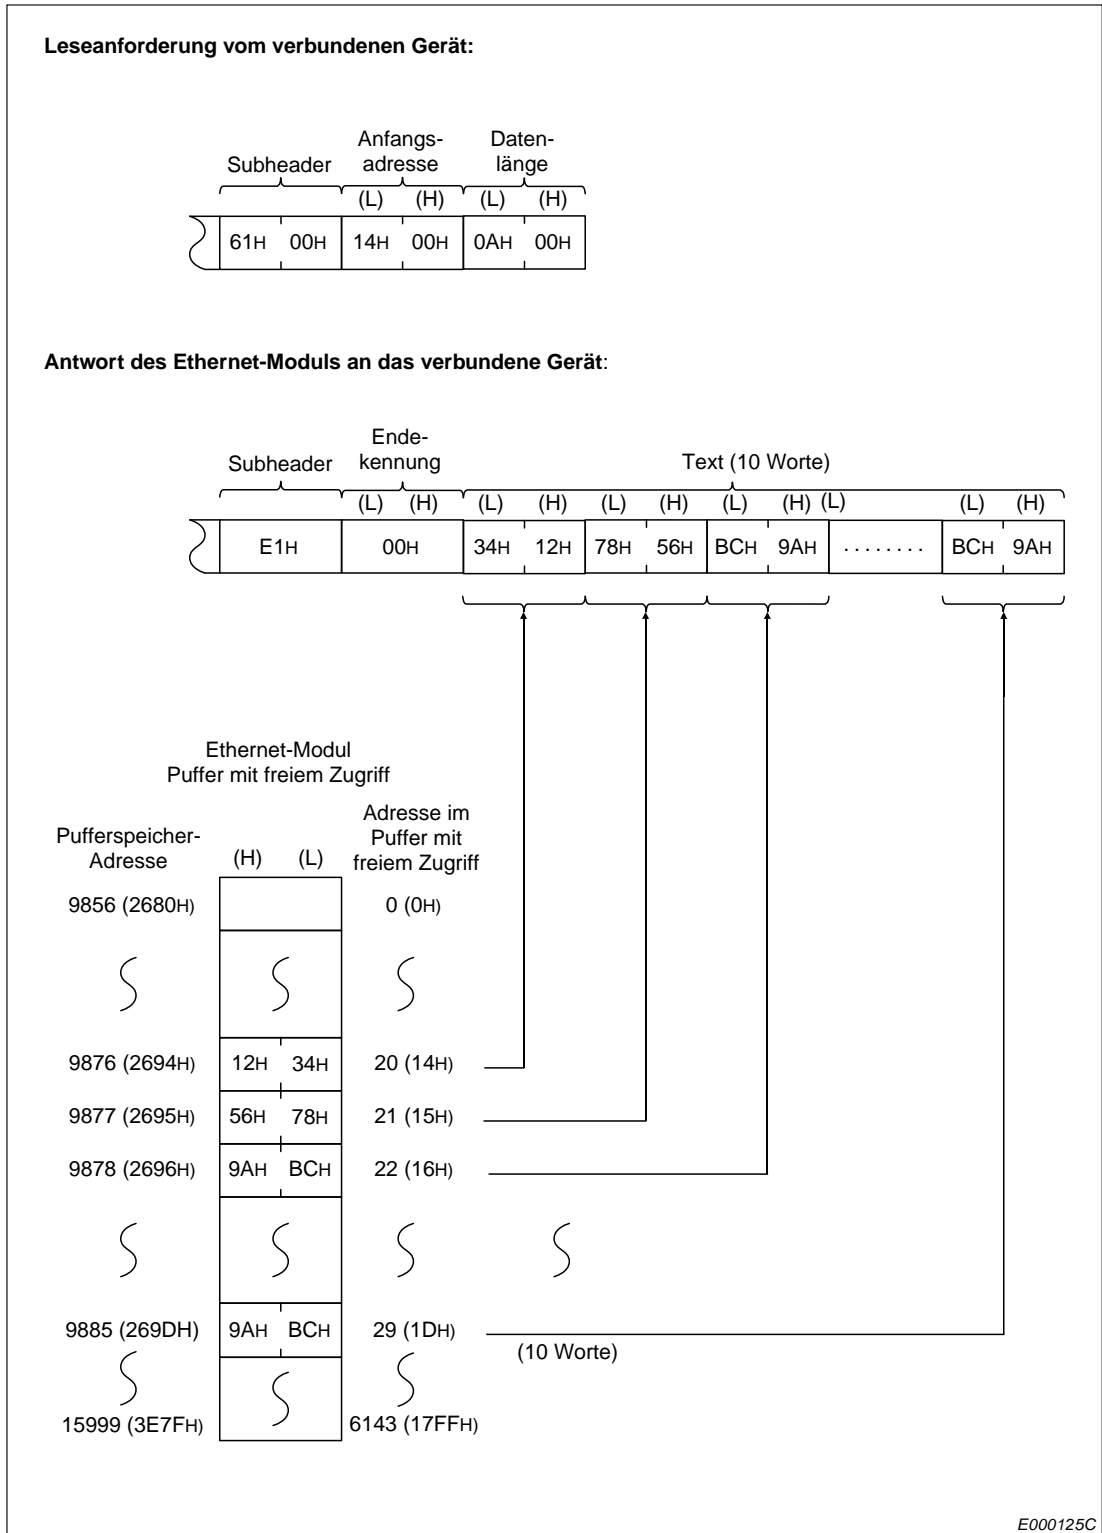 Leseanforderung vom verbundenen Gerät:
Anfangs- Daten-
Subheader adresse länge
(L) (H) (L) (H)
61H 00H 14H 00H 0AH 00H
Antwort des Ethernet-Moduls an das verbundene Gerät:
Ende-
Subheader kennung Text (10 Worte)
(L) (H) (L) (H) (L) (H) (L) (H) (L) (L) (H)
E1H 00H 34H 12H 78H 56H BCH 9AH ........ BCH 9AH
Ethernet-Modul
Puffer mit freiem Zugriff
Pufferspeicher-
Adresse
(H) (L)
Adresse im
Puffer mit
freiem Zugriff
9856 (2680H) 0 (0H)
9876 (2694H) 12H 34H 20 (14H)
9877 (2695H) 56H 78H 21 (15H)
9878 (2696H) 9AH BCH 22 (16H)
9885 (269DH) 9AH BCH 29 (1DH)
(10 Worte)
15999 (3E7FH) 6143 (17FFH)
E000125C